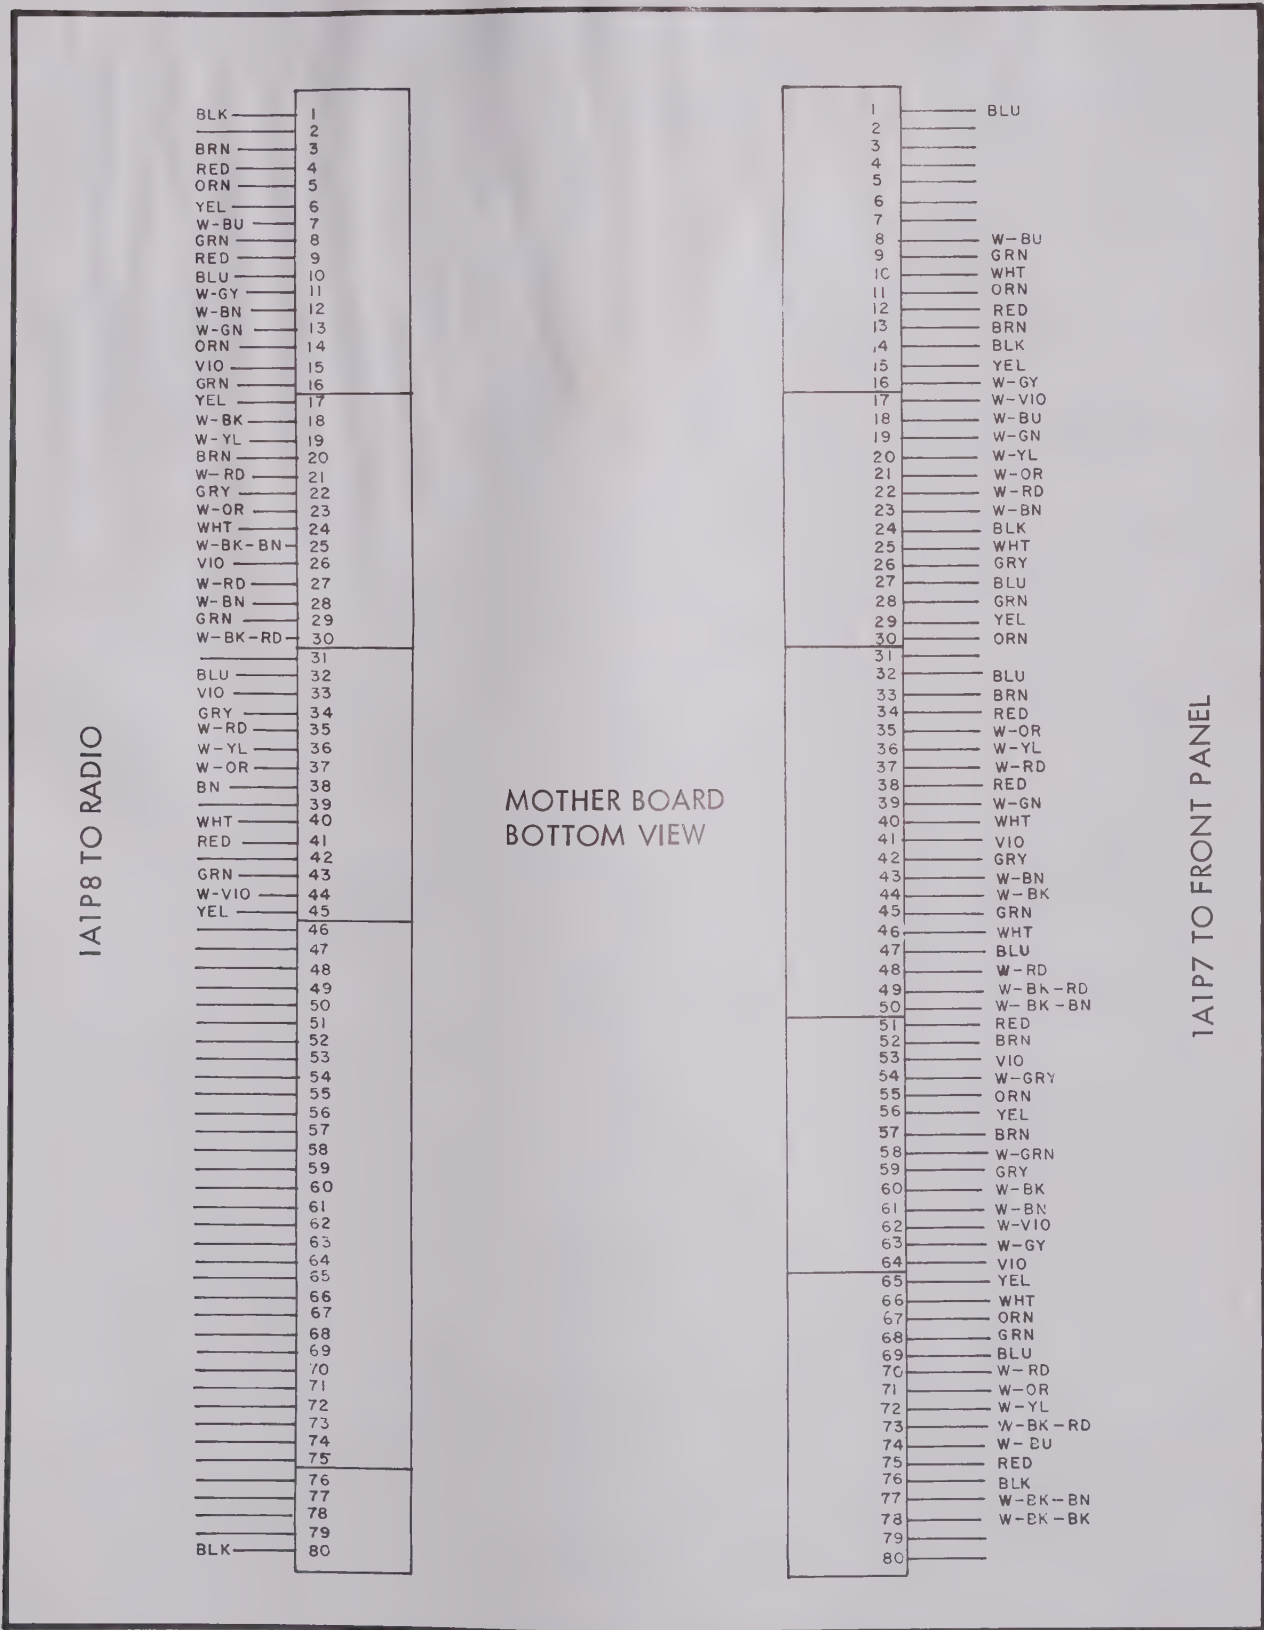 1A1P8 TO RADIO
BLK 1
2
BRN 3
RED 4
ORN 5
YEL 6
W-BU 7
GRN 8
RED 9
BLU 10
W-GY 11
W-BN 12
W-GN 13
ORN 14
VIO 15
GRN 16
YEL 17
W-BK 18
W-YL 19
BRN 20
W-RD 21
GRY 22
W-OR 23
WHT 24
W-BK-BN 25
VIO 26
W-RD 27
W-BN 28
GRN 29
W-BK-RD 30
31
BLU 32
VIO 33
GRY 34
W-RD 35
W-YL 36
W-OR 37
BN 38
39
WHT 40
RED 41
42
GRN 43
W-VIO 44
YEL 45
46
47
48
49
50
51
52
53
54
55
56
57
58
59
60
61
62
63
64
65
66
67
68
69
70
71
72
73
74
75
76
77
78
79
BLK 80
MOTHER BOARD
BOTTOM VIEW
1 BLU
2
3
4
5
6
7
8 W-BU
9 GRN
10 WHT
11 ORN
12 RED
13 BRN
14 BLK
15 YEL
16 W-GY
17 W-VIO
18 W-BU
19 W-GN
20 W-YL
21 W-OR
22 W-RD
23 W-BN
24 BLK
25 WHT
26 GRY
27 BLU
28 GRN
29 YEL
30 ORN
31
32 BLU
33 BRN
34 RED
35 W-OR
36 W-YL
37 W-RD
38 RED
39 W-GN
40 WHT
41 VIO
42 GRY
43 W-BN
44 W-BK
45 GRN
46 WHT
47 BLU
48 W-RD
49 W-BK-RD
50 W-BK-BN
51 RED
52 BRN
53 VIO
54 W-GRY
55 ORN
56 YEL
57 BRN
58 W-GRN
59 GRY
60 W-BK
61 W-BN
62 W-VIO
63 W-GY
64 VIO
65 YEL
66 WHT
67 ORN
68 GRN
69 BLU
70 W-RD
71 W-OR
72 W-YL
73 W-BK-RD
74 W-BU
75 RED
76 BLK
77 W-BK-BN
78 W-BK-BK
79
80
1A1P7 TO FRONT PANEL